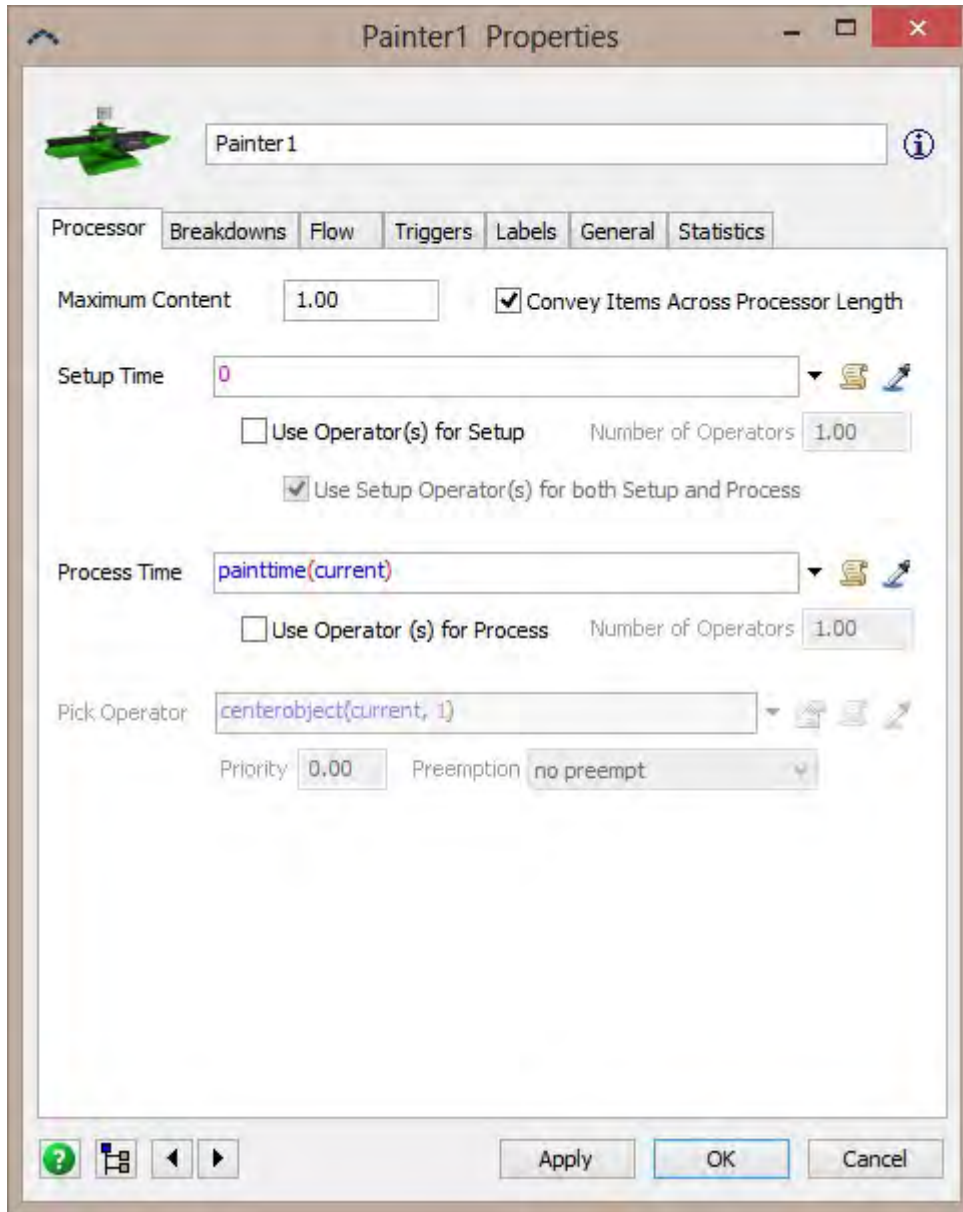 Painter1 Properties
Painter1
Processor Breakdowns Flow Triggers Labels General Statistics
Maximum Content 1.00 Convey Items Across Processor Length
Setup Time 0
Use Operator(s) for Setup Number of Operators 1.00
Use Setup Operator(s) for both Setup and Process
Process Time painttime(current)
Use Operator (s) for Process Number of Operators 1.00
Pick Operator centerobject(current, 1)
Priority 0.00 Preemption no preempt
Apply OK Cancel